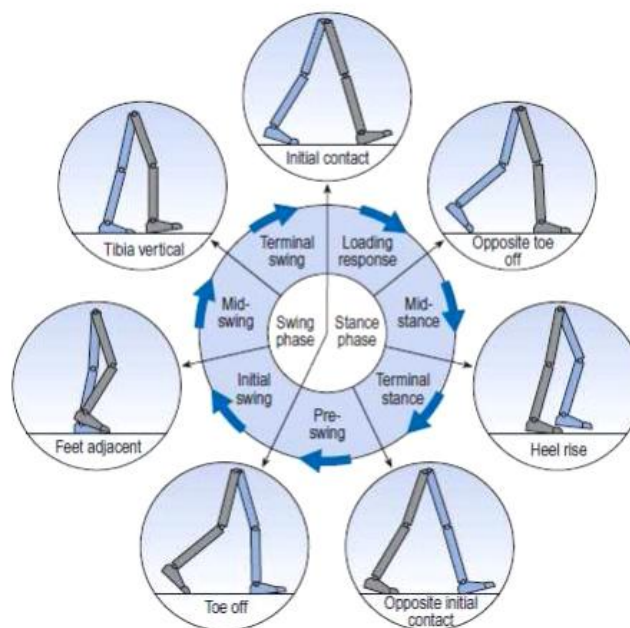 Initial contact
Tibia vertical
Opposite toe
off
Terminal
swing
Loading
response
Mid-
swing
Swing
phase
Stance
phase
Mid-
stance
Feet adjacent
Initial
swing
Terminal
stance
Heel rise
Pre-
swing
Toe off
Opposite initial
contact